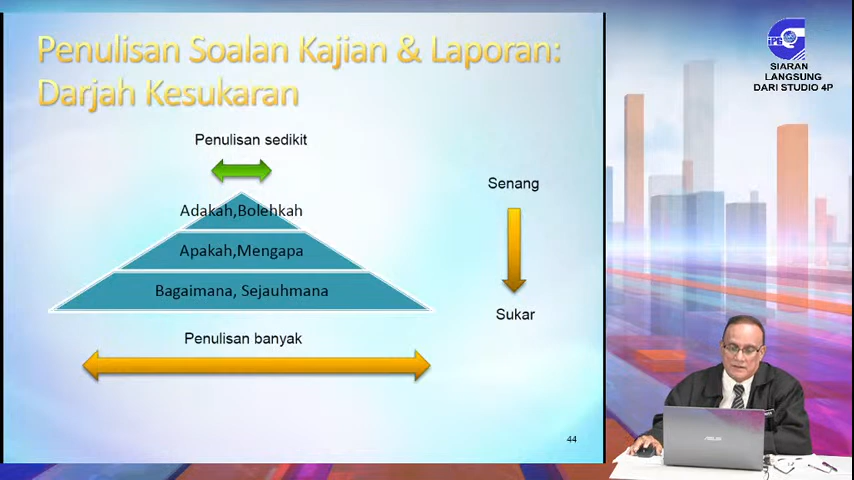 Penulisan Soalan Kajian & Laporan:
Darjah Kesukaran
Penulisan sedikit
Adakah,Bolehkah
Apakah,Mengapa
Bagaimana, Sejauhmana
Penulisan banyak
Senang
Sukar
44
iPG
SIARAN
LANGSUNG
DARI STUDIO 4P
ASUS